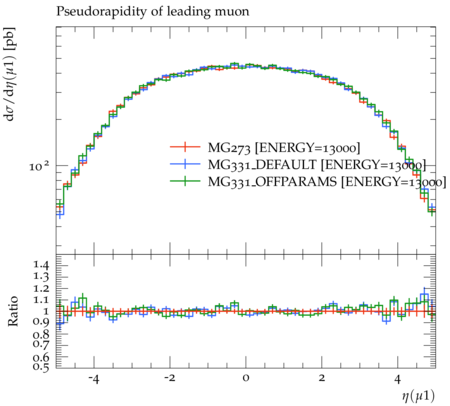 Pseudorapidity of leading muon
dσ/dη(μ1) [pb]
10²
MG273 [ENERGY=13000]
MG331_DEFAULT [ENERGY=13000]
MG331_OFFPARAMS [ENERGY=13000]
Ratio
1.4
1.3
1.2
1.1
1
0.9
0.8
0.7
0.6
0.5
-4 -2 0 2 4
η(μ1)